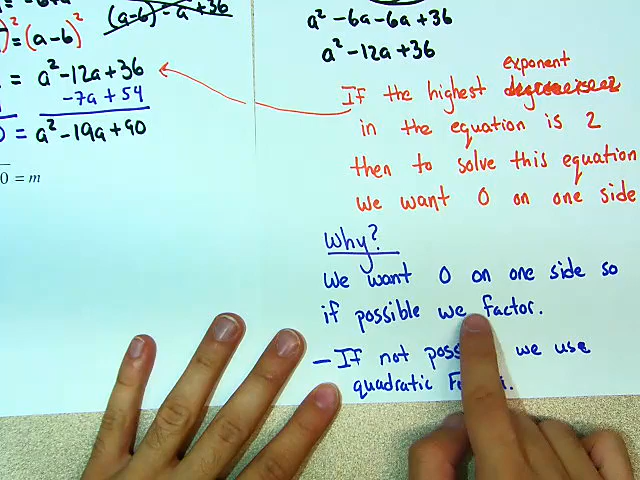 (a-6) - a + 36
)² = (a-6)²
= a² -12a + 36
-7a + 54
0 = a² - 19a + 90
0 = m
a² -6a -6a +36
a² -12a +36
exponent
If the highest
in the equation is 2
then to solve this equation
we want 0 on one side
Why?
We want 0 on one side so
if possible we factor.
- If not poss we use
quadratic